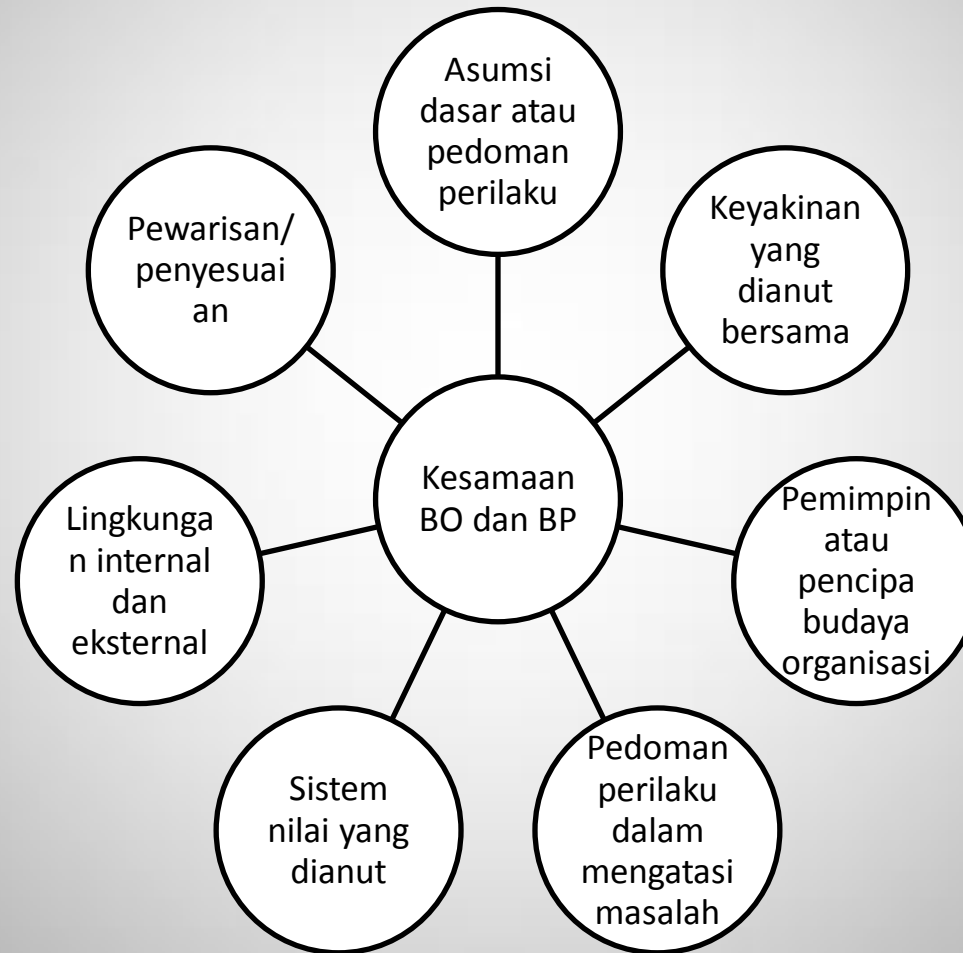 Asumsi
dasar atau
pedoman
perilaku
Keyakinan
yang
dianut
bersama
Pemimpin
atau
pencipa
budaya
organisasi
Pedoman
perilaku
dalam
mengatasi
masalah
Sistem
nilai yang
dianut
Lingkunga
n internal
dan
eksternal
Pewarisan/
penyesuai
an
Kesamaan
BO dan BP